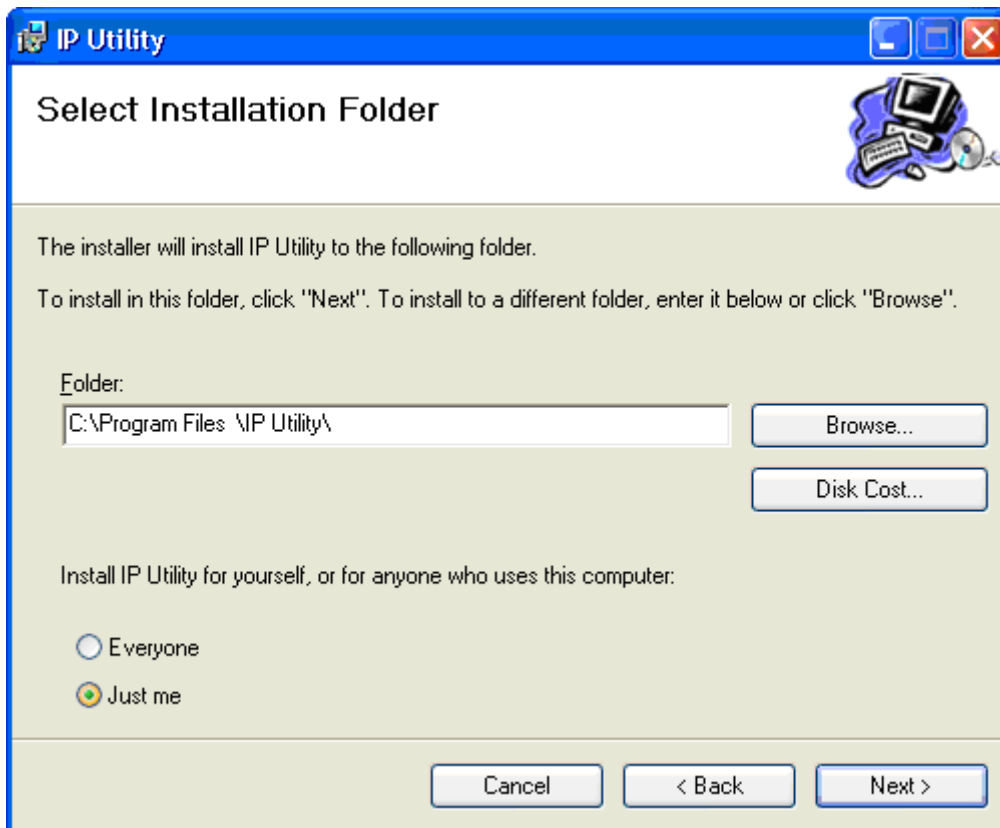 IP Utility
Select Installation Folder
The installer will install IP Utility to the following folder.
To install in this folder, click "Next". To install to a different folder, enter it below or click "Browse".
Folder:
C:\Program Files \IP Utility\
Browse...
Disk Cost...
Install IP Utility for yourself, or for anyone who uses this computer:
Everyone
Just me
Cancel
< Back
Next >